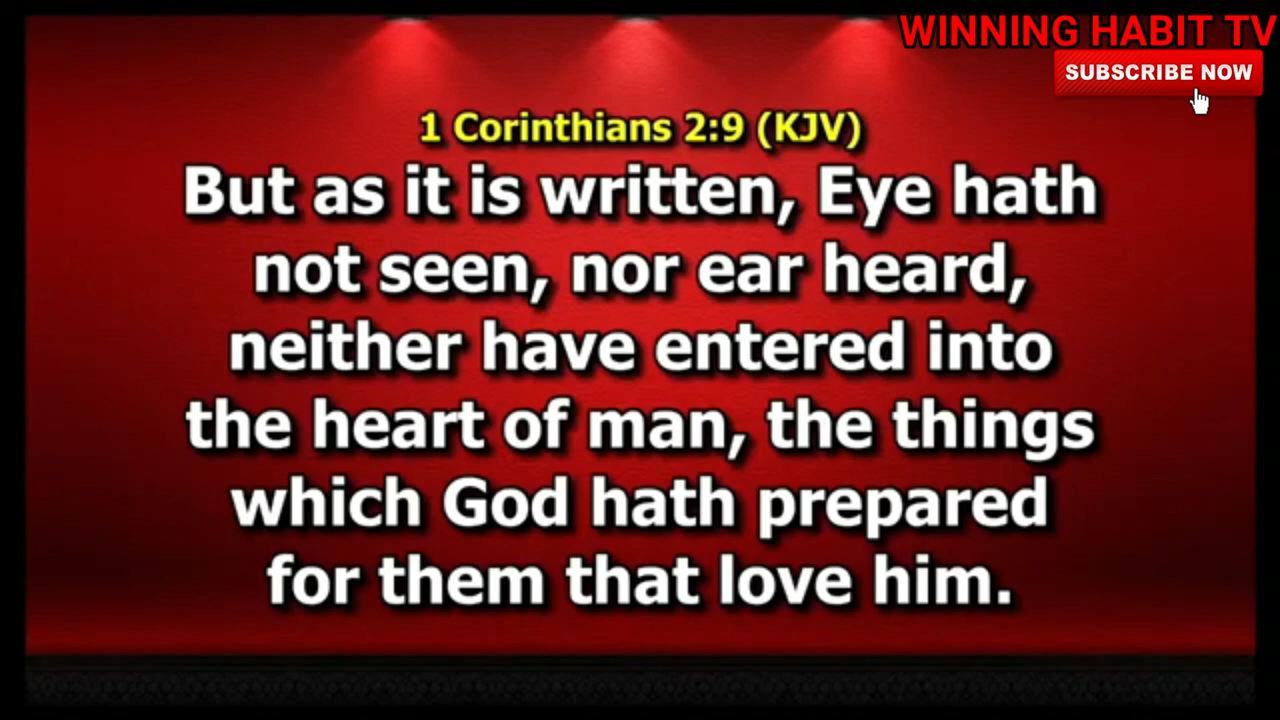 WINNING HABIT TV
SUBSCRIBE NOW
1 Corinthians 2:9 (KJV)
But as it is written, Eye hath
not seen, nor ear heard,
neither have entered into
the heart of man, the things
which God hath prepared
for them that love him.